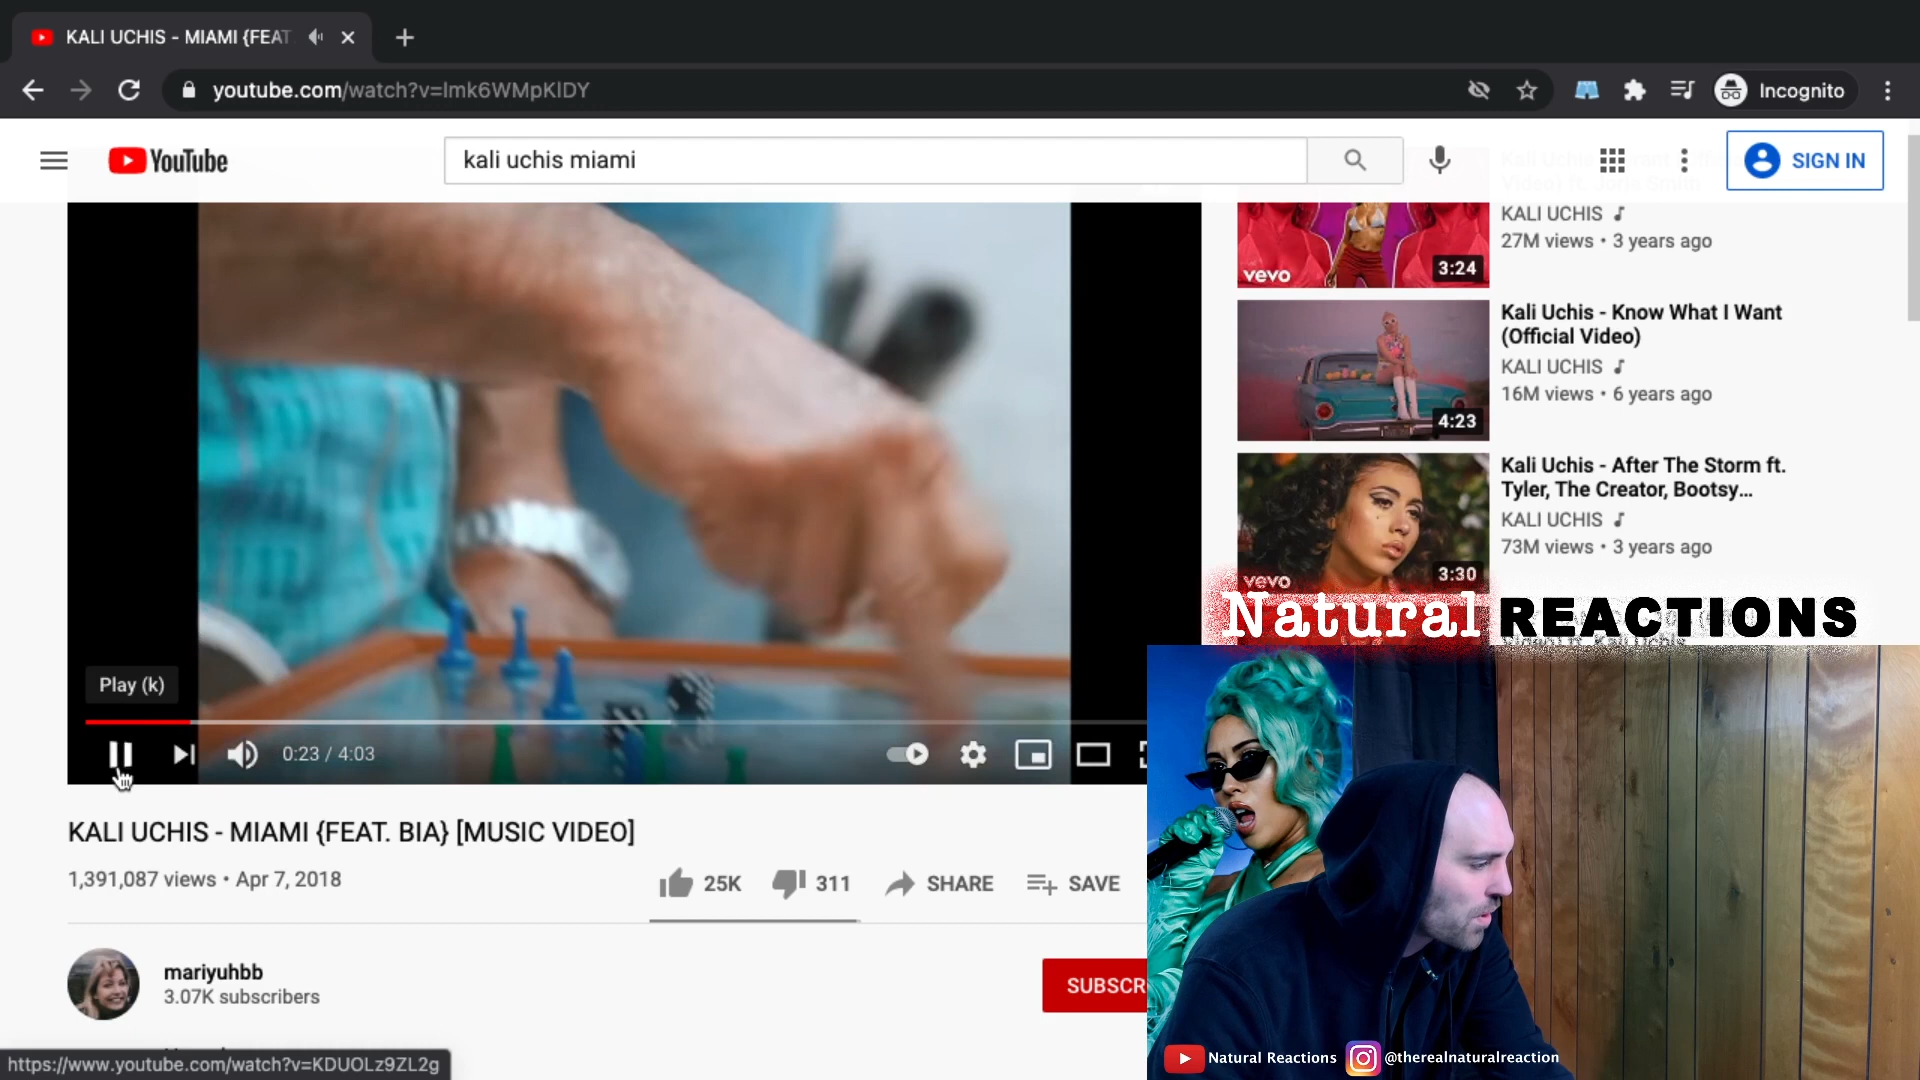 KALI UCHIS - MIAMI {FEAT
youtube.com/watch?v=Imk6WMpKlDY
Incognito
YouTube
kali uchis miami
SIGN IN
KALI UCHIS
27M views • 3 years ago
vevo
3:24
Kali Uchis - Know What I Want
(Official Video)
KALI UCHIS
16M views • 6 years ago
4:23
Kali Uchis - After The Storm ft.
Tyler, The Creator, Bootsy...
KALI UCHIS
73M views • 3 years ago
vevo
3:30
Natural REACTIONS
Play (k)
0:23 / 4:03
KALI UCHIS - MIAMI {FEAT. BIA} [MUSIC VIDEO]
1,391,087 views • Apr 7, 2018
25K
311
SHARE
SAVE
mariyuhbb
3.07K subscribers
SUBSCR
https://www.youtube.com/watch?v=KDUOLz9ZL2g
Natural Reactions
@therealnaturalreaction